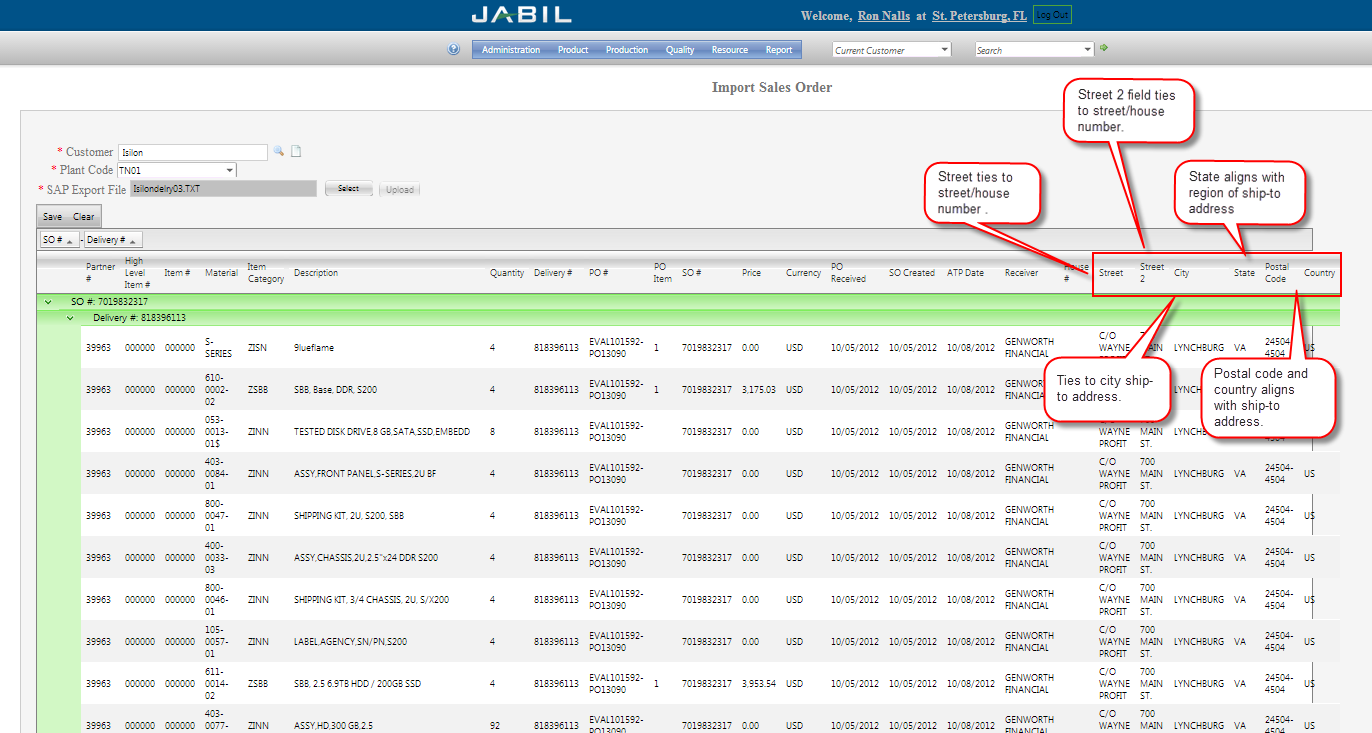 JABIL
Welcome, Ron Nalls at St. Petersburg, FL Log Out
Administration Product Production Quality Resource Report Current Customer Search
Import Sales Order
Street 2 field ties
to street/house
number.
Street ties to
street/house
number .
State aligns with
region of ship-to
address
* Customer Isilon
* Plant Code TN01
* SAP Export File Isilondelry03.TXT Select Upload
Save Clear
SO # - Delivery #
Partner # High Level Item # Item # Material Item Category Description Quantity Delivery # PO # PO Item SO # Price Currency PO Received SO Created ATP Date Receiver House # Street Street 2 City State Postal Code Country
SO #: 7019832317
Delivery #: 818396113
39963 000000 000000 S-SERIES ZISN 9lueflame 4 818396113 EVAL101592-PO13090 1 7019832317 0.00 USD 10/05/2012 10/05/2012 10/08/2012 GENWORTH FINANCIAL C/O WAYNE LYNCHBURG VA 24504-4504 US
39963 000000 000000 610-0002-02 ZSBB SBB, Base, DDR, S200 4 818396113 EVAL101592-PO13090 1 7019832317 3,175.03 USD 10/05/2012 10/05/2012 10/08/2012
Ties to city ship-
to address.
Postal code and
country aligns
with ship-to
address.
39963 000000 000000 053-0013-01$ ZINN TESTED DISK DRIVE,8 GB,SATA,SSD,EMBEDD 8 818396113 EVAL101592-PO13090 7019832317 0.00 USD 10/05/2012 10/05/2012 10/08/2012 GENWORTH FINANCIAL C/O WAYNE PROFIT 700 MAIN ST.
39963 000000 000000 403-0084-01 ZINN ASSY,FRONT PANEL,S-SERIES,2U BF 4 818396113 EVAL101592-PO13090 7019832317 0.00 USD 10/05/2012 10/05/2012 10/08/2012 GENWORTH FINANCIAL C/O WAYNE PROFIT 700 MAIN ST. LYNCHBURG VA 24504-4504 US
39963 000000 000000 800-0047-01 ZINN SHIPPING KIT, 2U, S200, SBB 4 818396113 EVAL101592-PO13090 7019832317 0.00 USD 10/05/2012 10/05/2012 10/08/2012 GENWORTH FINANCIAL C/O WAYNE PROFIT 700 MAIN ST. LYNCHBURG VA 24504-4504 US
39963 000000 000000 400-0033-03 ZINN ASSY,CHASSIS,2U,2.5"x24 DDR S200 4 818396113 EVAL101592-PO13090 7019832317 0.00 USD 10/05/2012 10/05/2012 10/08/2012 GENWORTH FINANCIAL C/O WAYNE PROFIT 700 MAIN ST. LYNCHBURG VA 24504-4504 US
39963 000000 000000 800-0046-01 ZINN SHIPPING KIT, 3/4 CHASSIS, 2U, S/X200 4 818396113 EVAL101592-PO13090 7019832317 0.00 USD 10/05/2012 10/05/2012 10/08/2012 GENWORTH FINANCIAL C/O WAYNE PROFIT 700 MAIN ST. LYNCHBURG VA 24504-4504 US
39963 000000 000000 105-0057-01 ZINN LABEL,AGENCY,SN/PN,S200 4 818396113 EVAL101592-PO13090 7019832317 0.00 USD 10/05/2012 10/05/2012 10/08/2012 GENWORTH FINANCIAL C/O WAYNE PROFIT 700 MAIN ST. LYNCHBURG VA 24504-4504 US
39963 000000 000000 611-0014-02 ZSBB SBB, 2.5 6.9TB HDD / 200GB SSD 4 818396113 EVAL101592-PO13090 1 7019832317 3,953.54 USD 10/05/2012 10/05/2012 10/08/2012 GENWORTH FINANCIAL C/O WAYNE PROFIT 700 MAIN ST. LYNCHBURG VA 24504-4504 US
39963 000000 000000 403-0077- ZINN ASSY,HD,300 GB,2.5 92 818396113 EVAL101592-PO13090 7019832317 0.00 USD 10/05/2012 10/05/2012 10/08/2012 GENWORTH FINANCIAL C/O WAYNE 700 MAIN LYNCHBURG VA 24504-4504 US